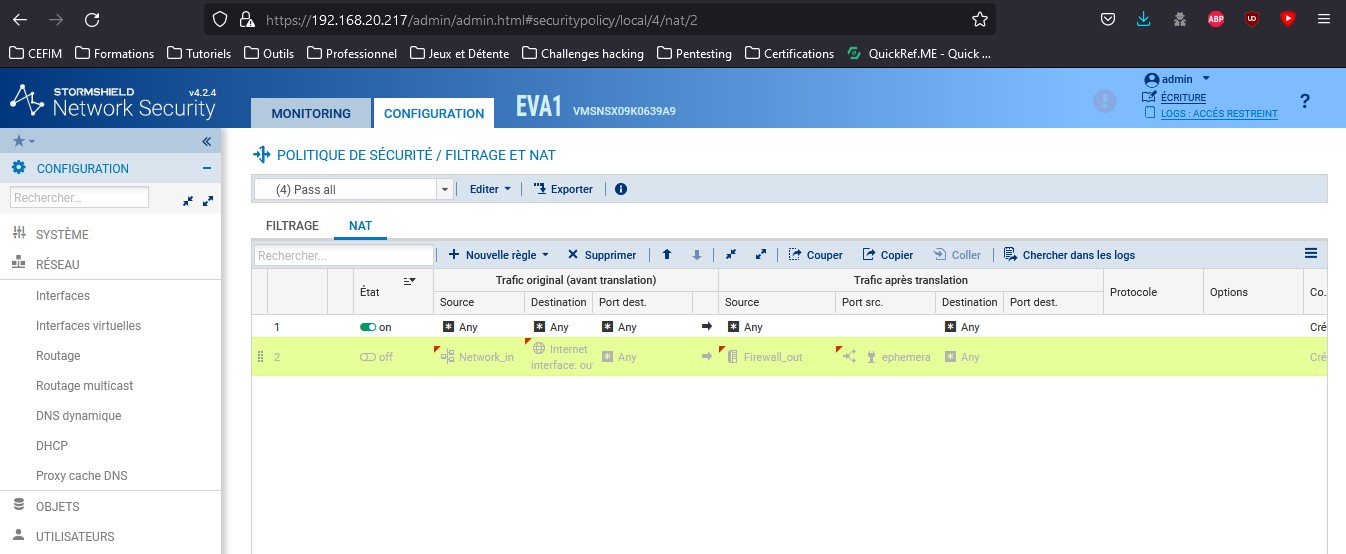 https://192.168.20.217/admin/admin.html#securitypolicy/local/4/nat/2
ABP
UD
CEFIM Formations Tutoriels Outils Professionnel Jeux et Détente Challenges hacking Pentesting Certifications QuickRef.ME - Quick ...
STORMSHIELD v4.2.4
Network Security
MONITORING CONFIGURATION EVA1 VMSNSX09K0639A9
admin
ÉCRITURE
LOGS : ACCÈS RESTREINT
?
CONFIGURATION
Rechercher...
SYSTÈME
RÉSEAU
Interfaces
Interfaces virtuelles
Routage
Routage multicast
DNS dynamique
DHCP
Proxy cache DNS
OBJETS
UTILISATEURS
POLITIQUE DE SÉCURITÉ / FILTRAGE ET NAT
(4) Pass all Editer Exporter
FILTRAGE NAT
Rechercher... Nouvelle règle Supprimer Couper Copier Coller Chercher dans les logs
État Trafic original (avant translation) Trafic après translation Protocole Options Co..
Source Destination Port dest. Source Port src. Destination Port dest.
1 on Any Any Any Any Any Cré
2 off Network_in Internet Any Firewall_out ephemera Any Cré
interface: ou